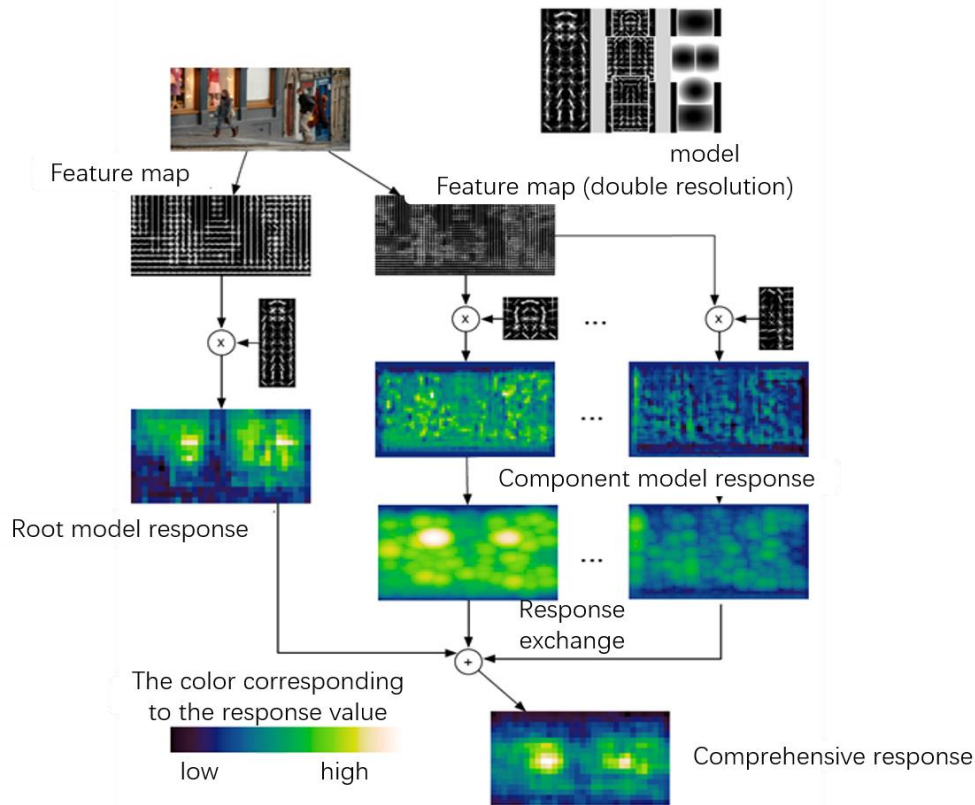 model
Feature map
Feature map (double resolution)
x
x
...
x
...
Component model response
Root model response
...
Response
exchange
+
The color corresponding
to the response value
low
high
Comprehensive response